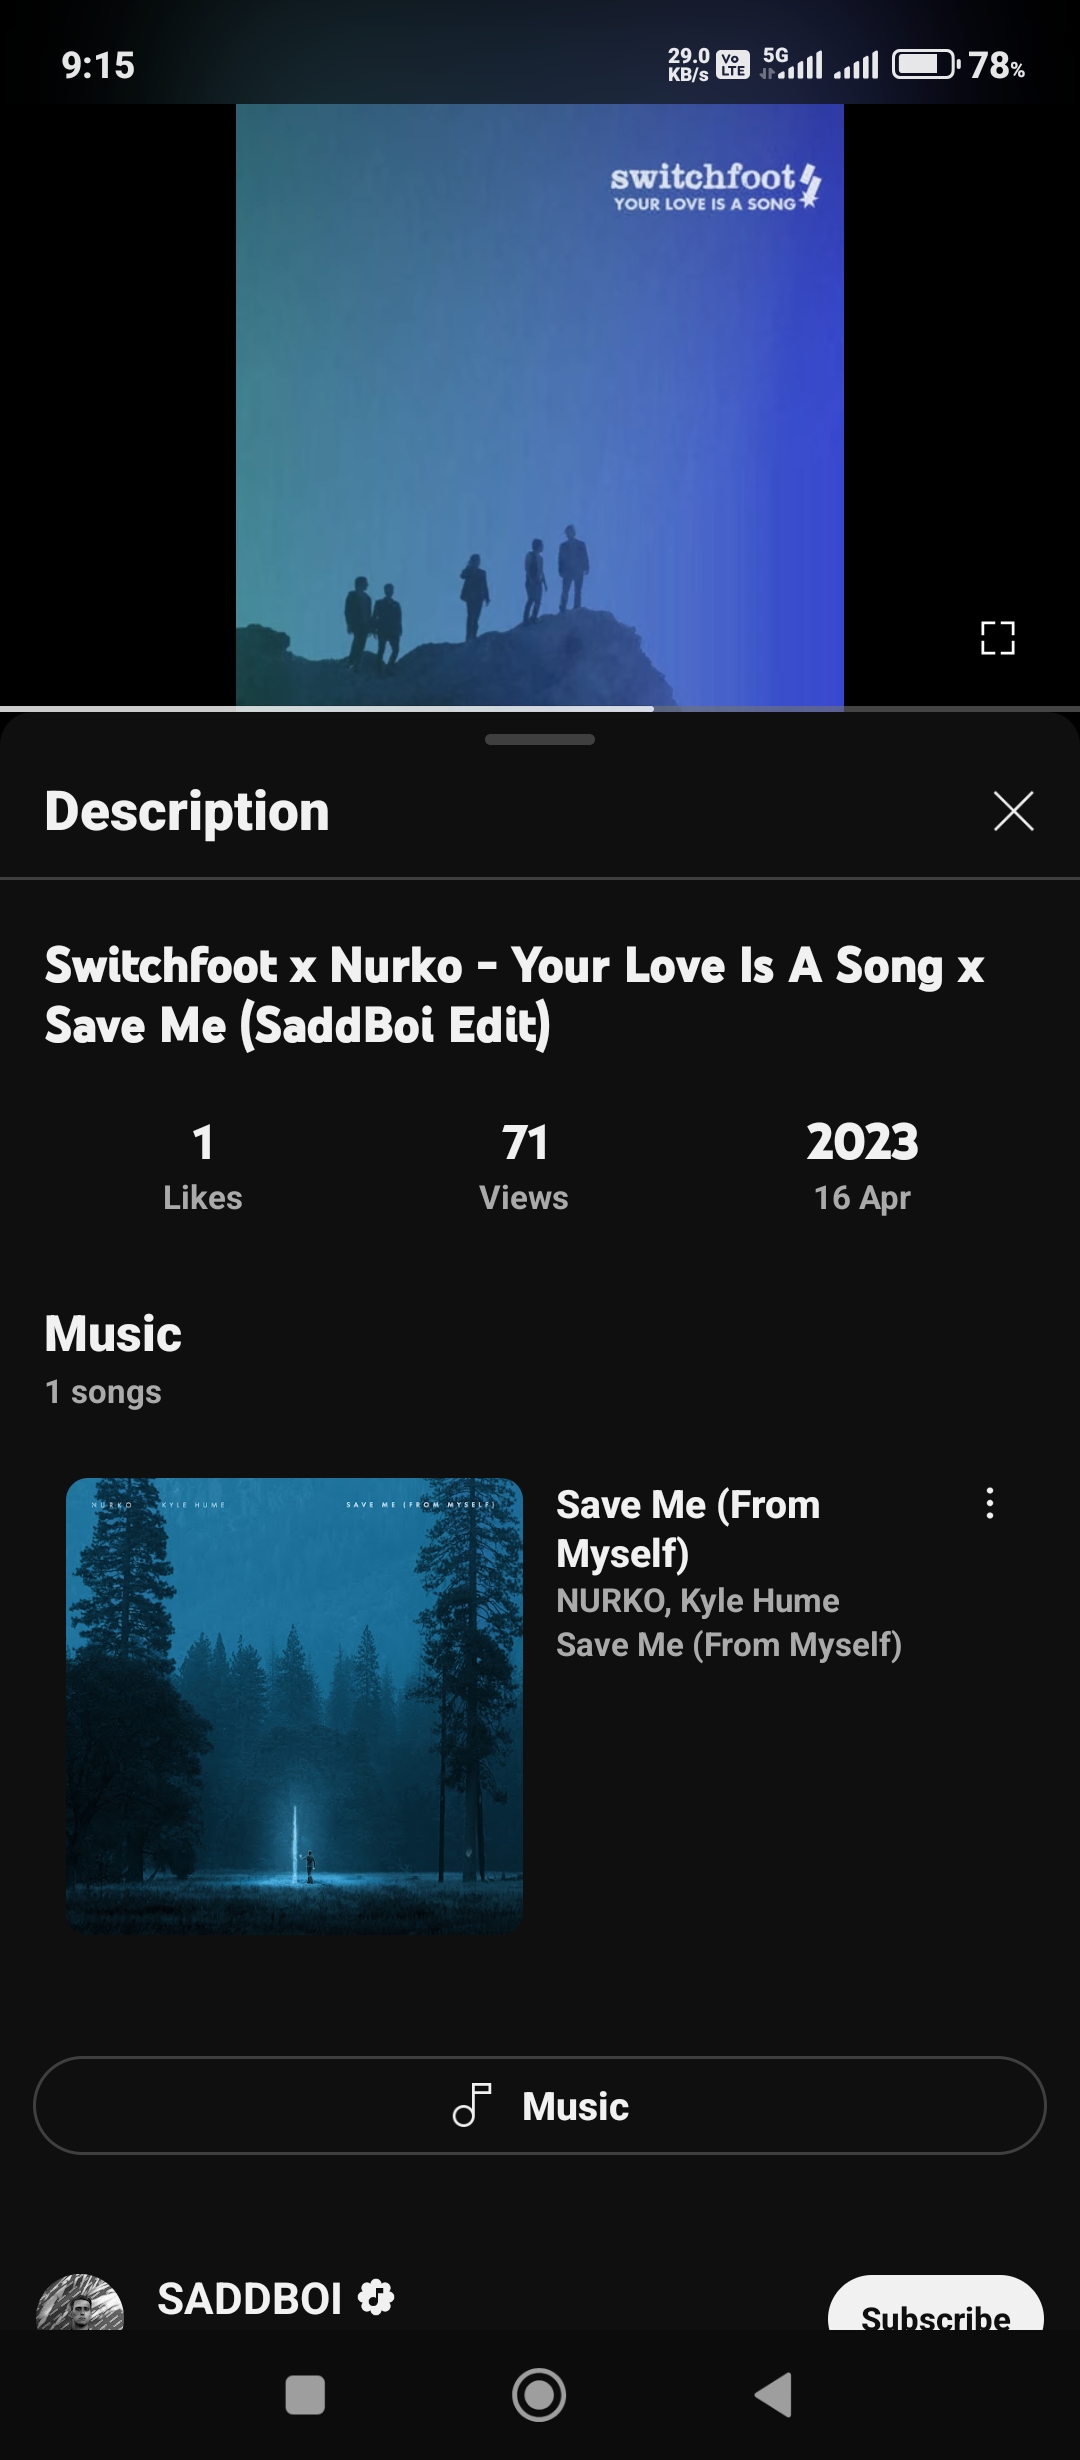 9:15
29.0
KB/s
Vo
LTE
5G
78%
switchfoot
YOUR LOVE IS A SONG
Description
Switchfoot x Nurko - Your Love Is A Song x
Save Me (SaddBoi Edit)
1
71
2023
Likes
Views
16 Apr
Music
1 songs
NURKO KYLE HUME SAVE ME (FROM MYSELF)
Save Me (From
Myself)
NURKO, Kyle Hume
Save Me (From Myself)
Music
SADDBOI
Subscribe